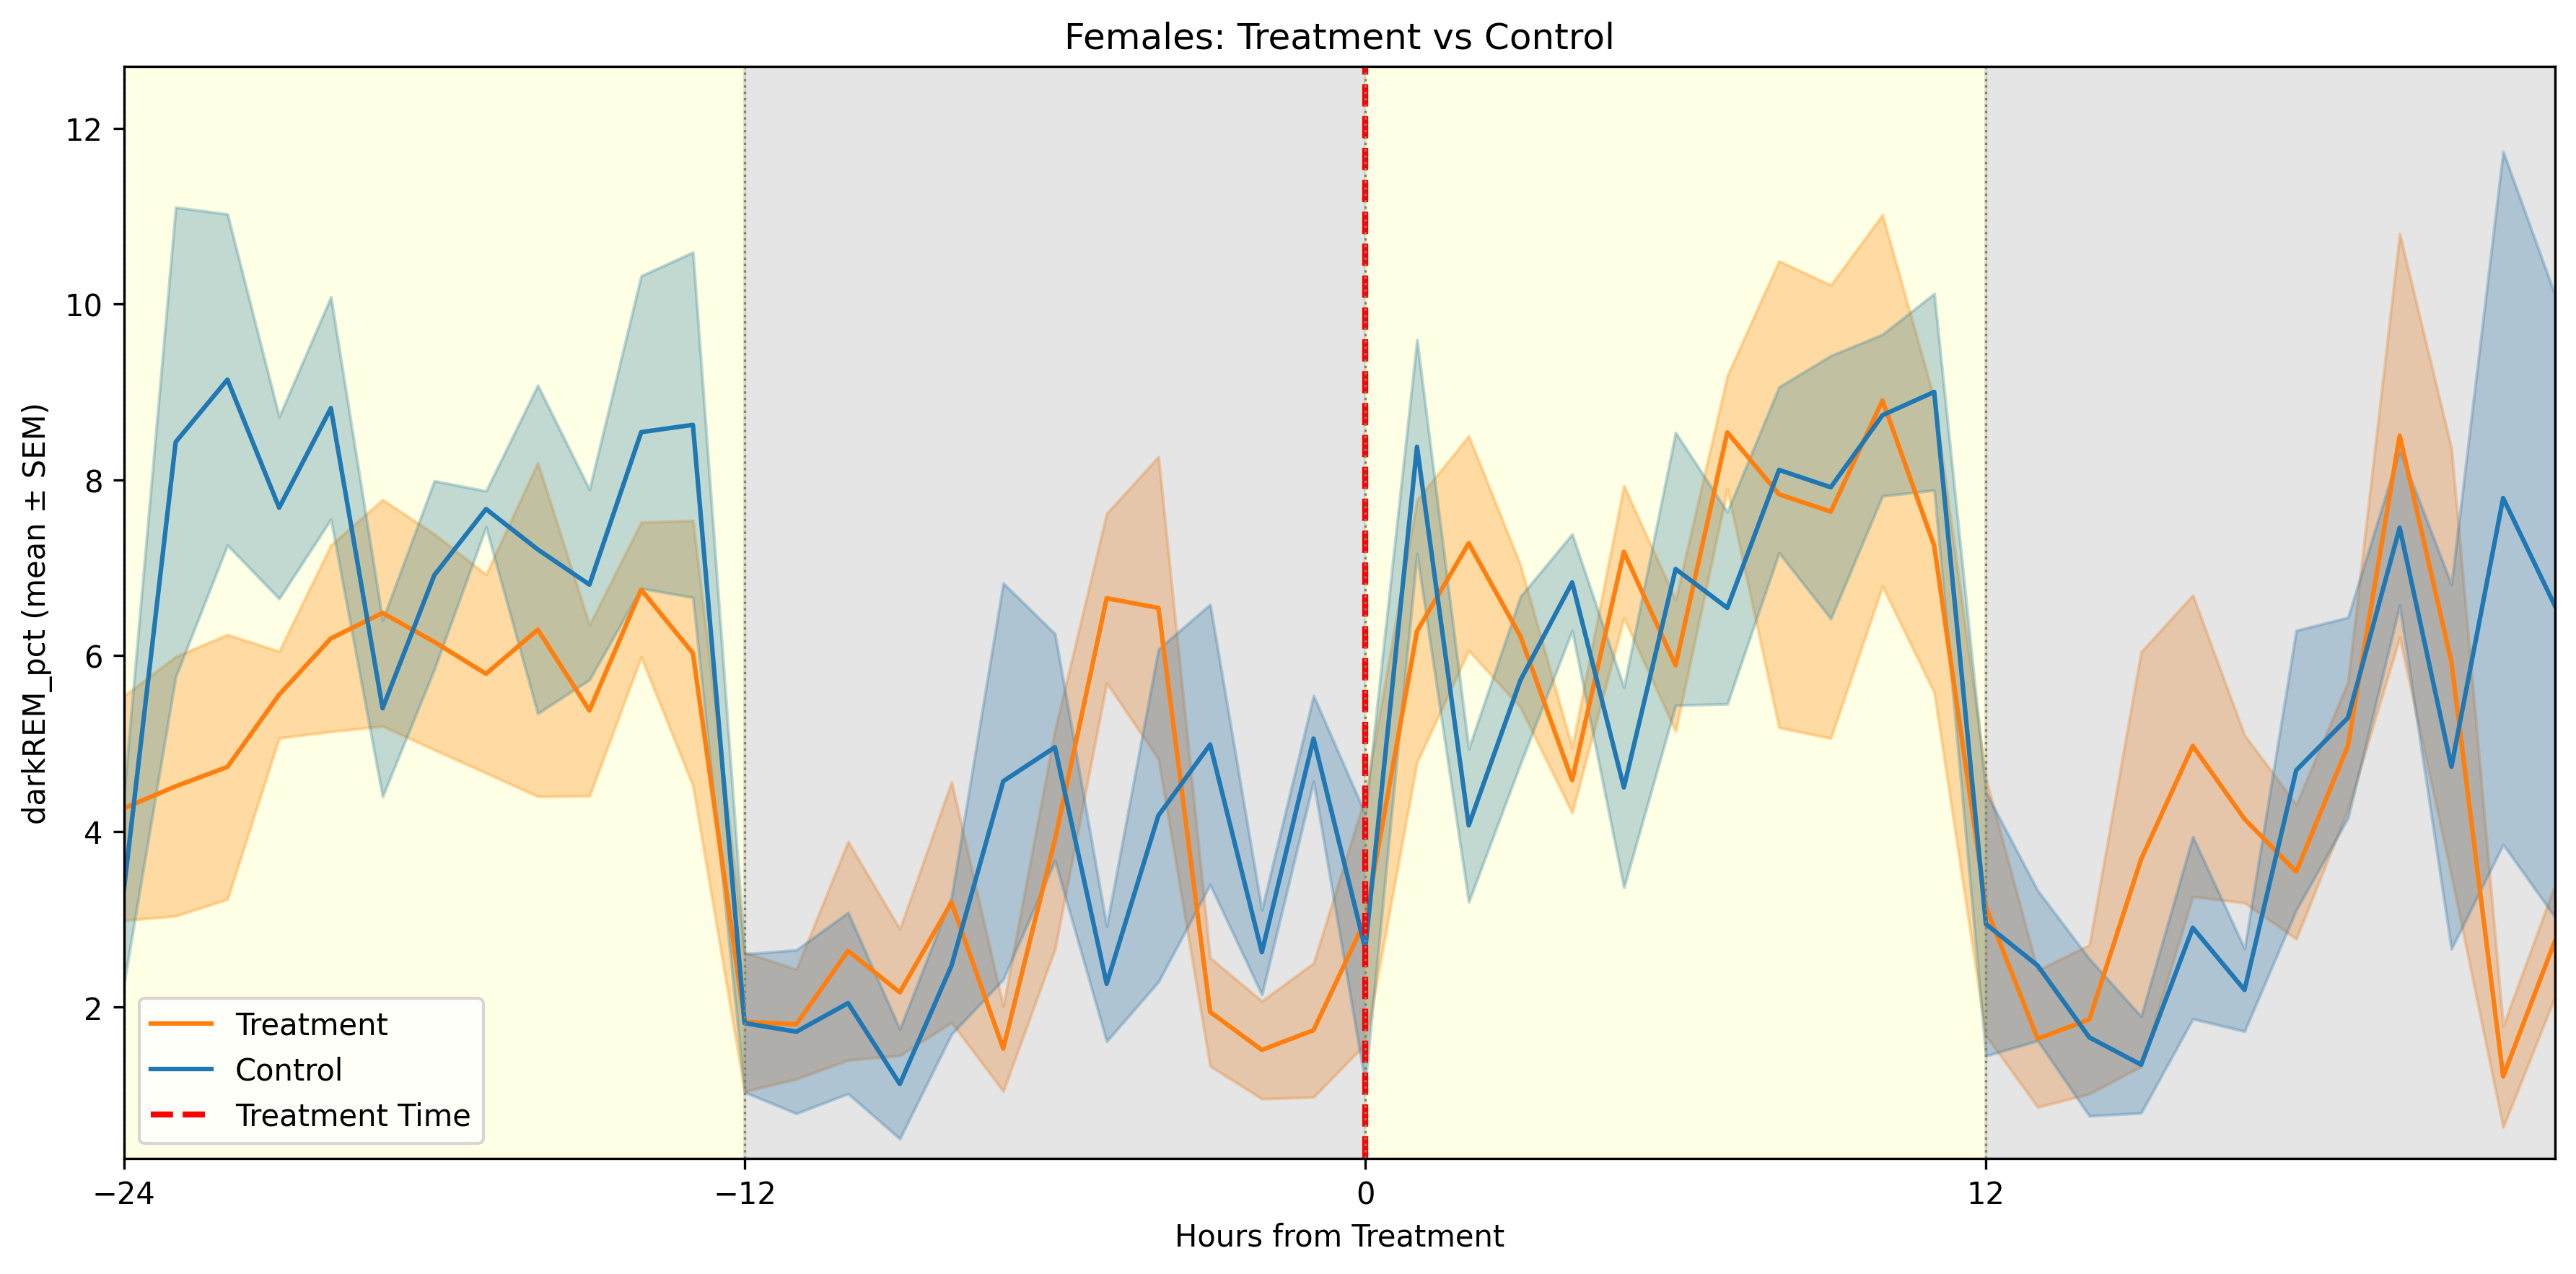 Females: Treatment vs Control
darkREM_pct (mean ± SEM)
12
10
8
6
4
2
Treatment
Control
Treatment Time
−24
−12
0
12
Hours from Treatment